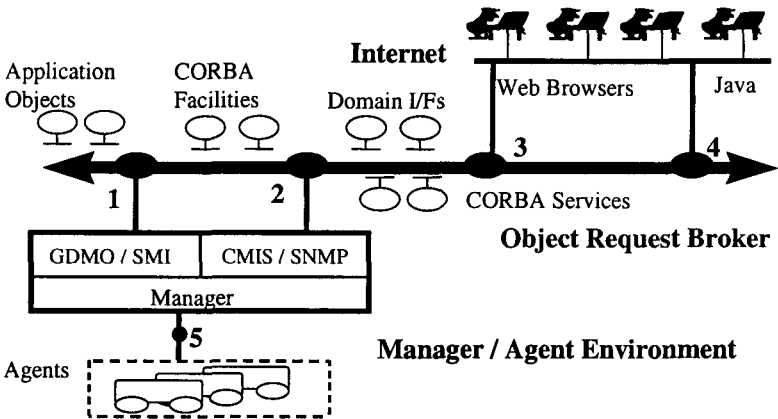 Internet
Application
Objects
CORBA
Facilities
Domain I/Fs
Web Browsers
Java
1
2
3
4
CORBA Services
Object Request Broker
GDMO / SMI
CMIS / SNMP
Manager
5
Manager / Agent Environment
Agents